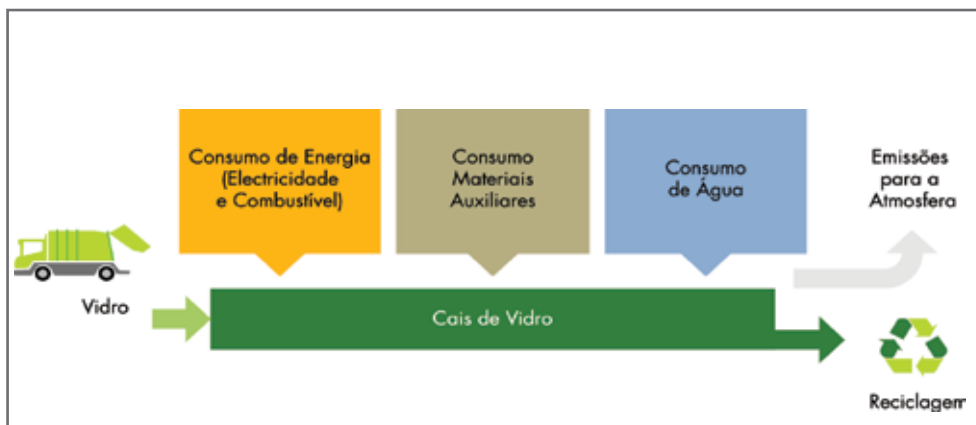 Consumo de Energia
(Electricidade
e Combustível)
Consumo
Materiais
Auxiliares
Consumo
de Água
Emissões
para a
Atmosfera
Vidro
Cais de Vidro
Reciclagem